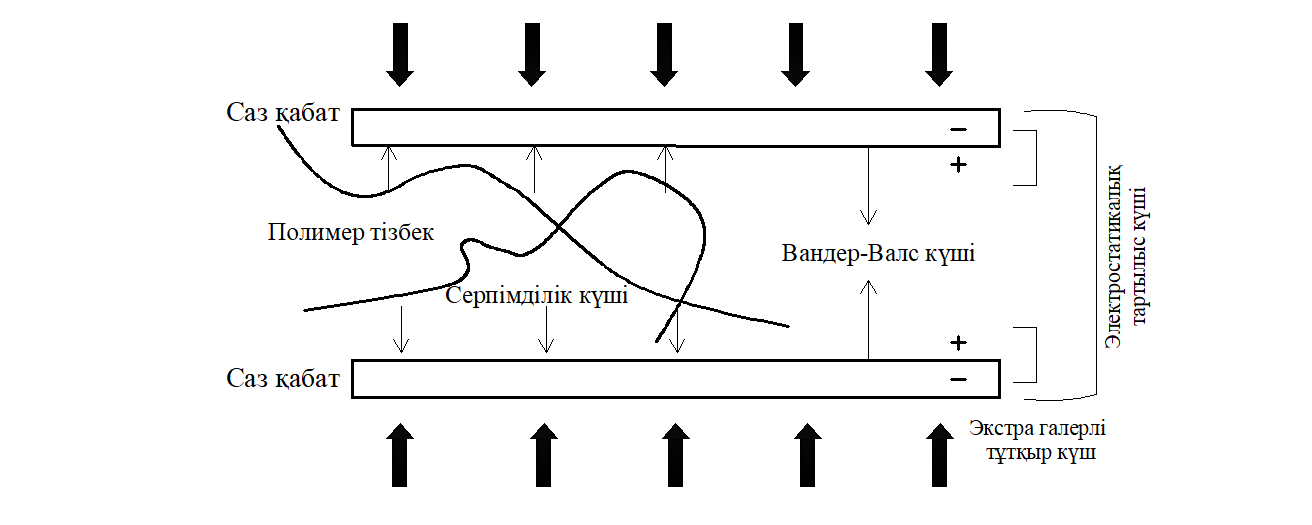 Саз қабат
Полимер тізбек
Серпімділік күші
Вандер-Валс күші
Электростатикалық
тартылыс күші
Саз қабат
Экстра галерлі
тұтқыр күш
− 
+
+
−